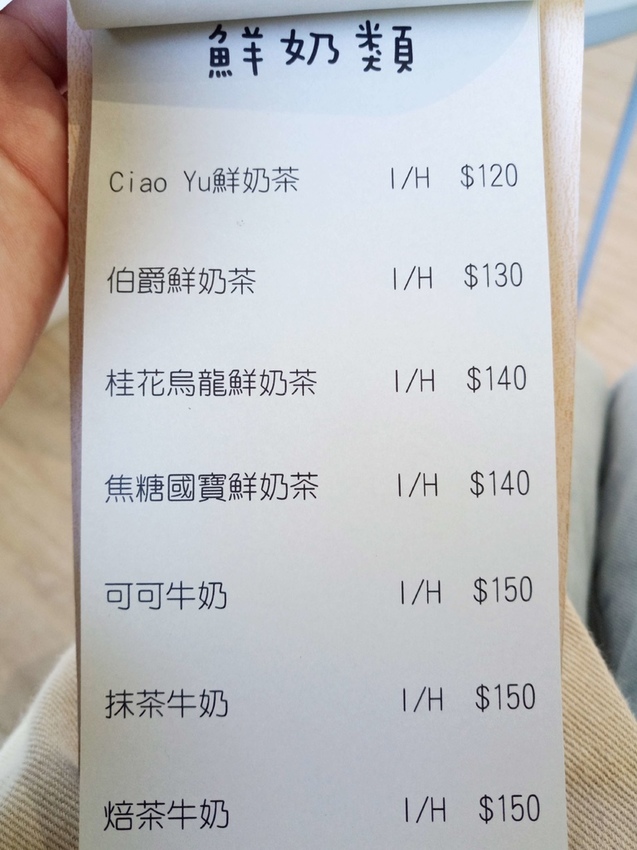 鮮奶類
Ciao Yu鮮奶茶 I/H $120
伯爵鮮奶茶 I/H $130
桂花烏龍鮮奶茶 I/H $140
焦糖國寶鮮奶茶 I/H $140
可可牛奶 I/H $150
抹茶牛奶 I/H $150
焙茶牛奶 I/H $150